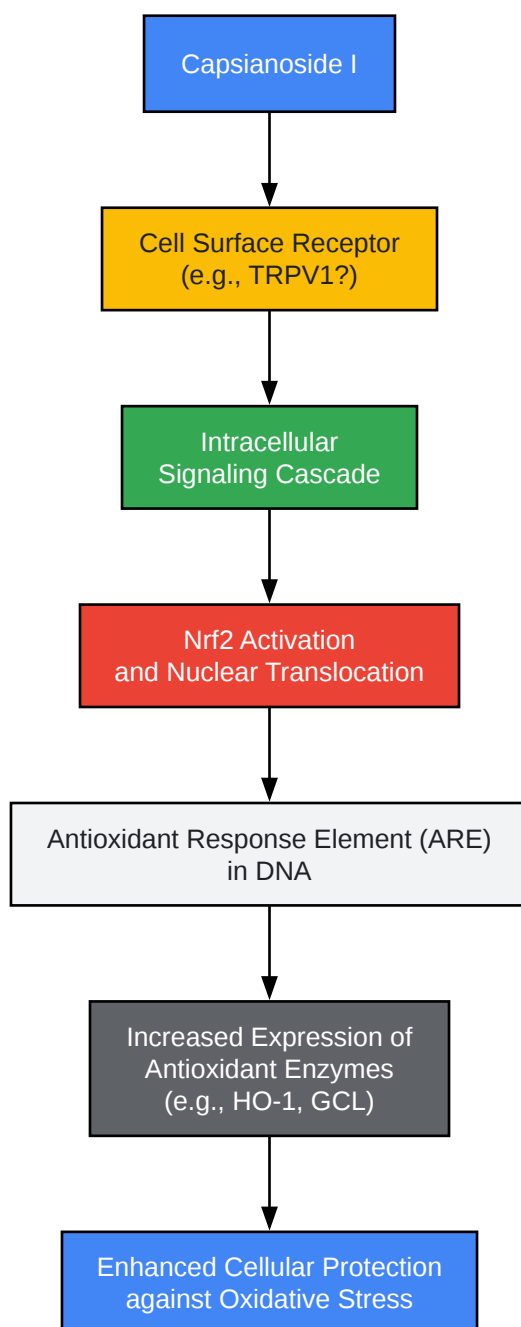 Capsianoside I
Cell Surface Receptor
(e.g., TRPV1?)
Intracellular
Signaling Cascade
Nrf2 Activation
and Nuclear Translocation
Antioxidant Response Element (ARE)
in DNA
Increased Expression of
Antioxidant Enzymes
(e.g., HO-1, GCL)
Enhanced Cellular Protection
against Oxidative Stress